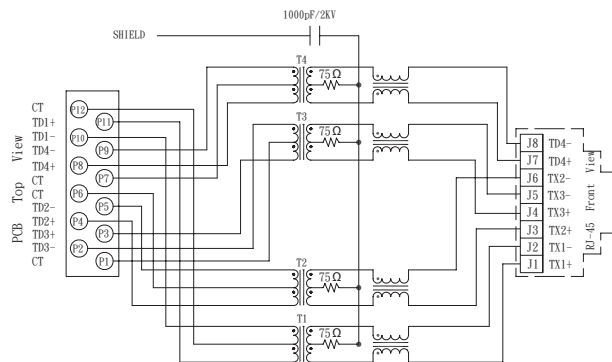 1000pF/2KV
SHIELD
T4
75Ω
CT P12
TD1+ P11
TD1- P10
TD4- P9
TD4+ P8
CT P7
CT P6
TD2- P5
TD2+ P4
TD3+ P3
TD3- P2
CT P1
PCB Top View
T3
75Ω
T2
75Ω
T1
75Ω
J8 TD4-
J7 TD4+
J6 TX2-
J5 TX3-
J4 TX3+
J3 TX2+
J2 TX1-
J1 TX1+
RJ-45 Front View